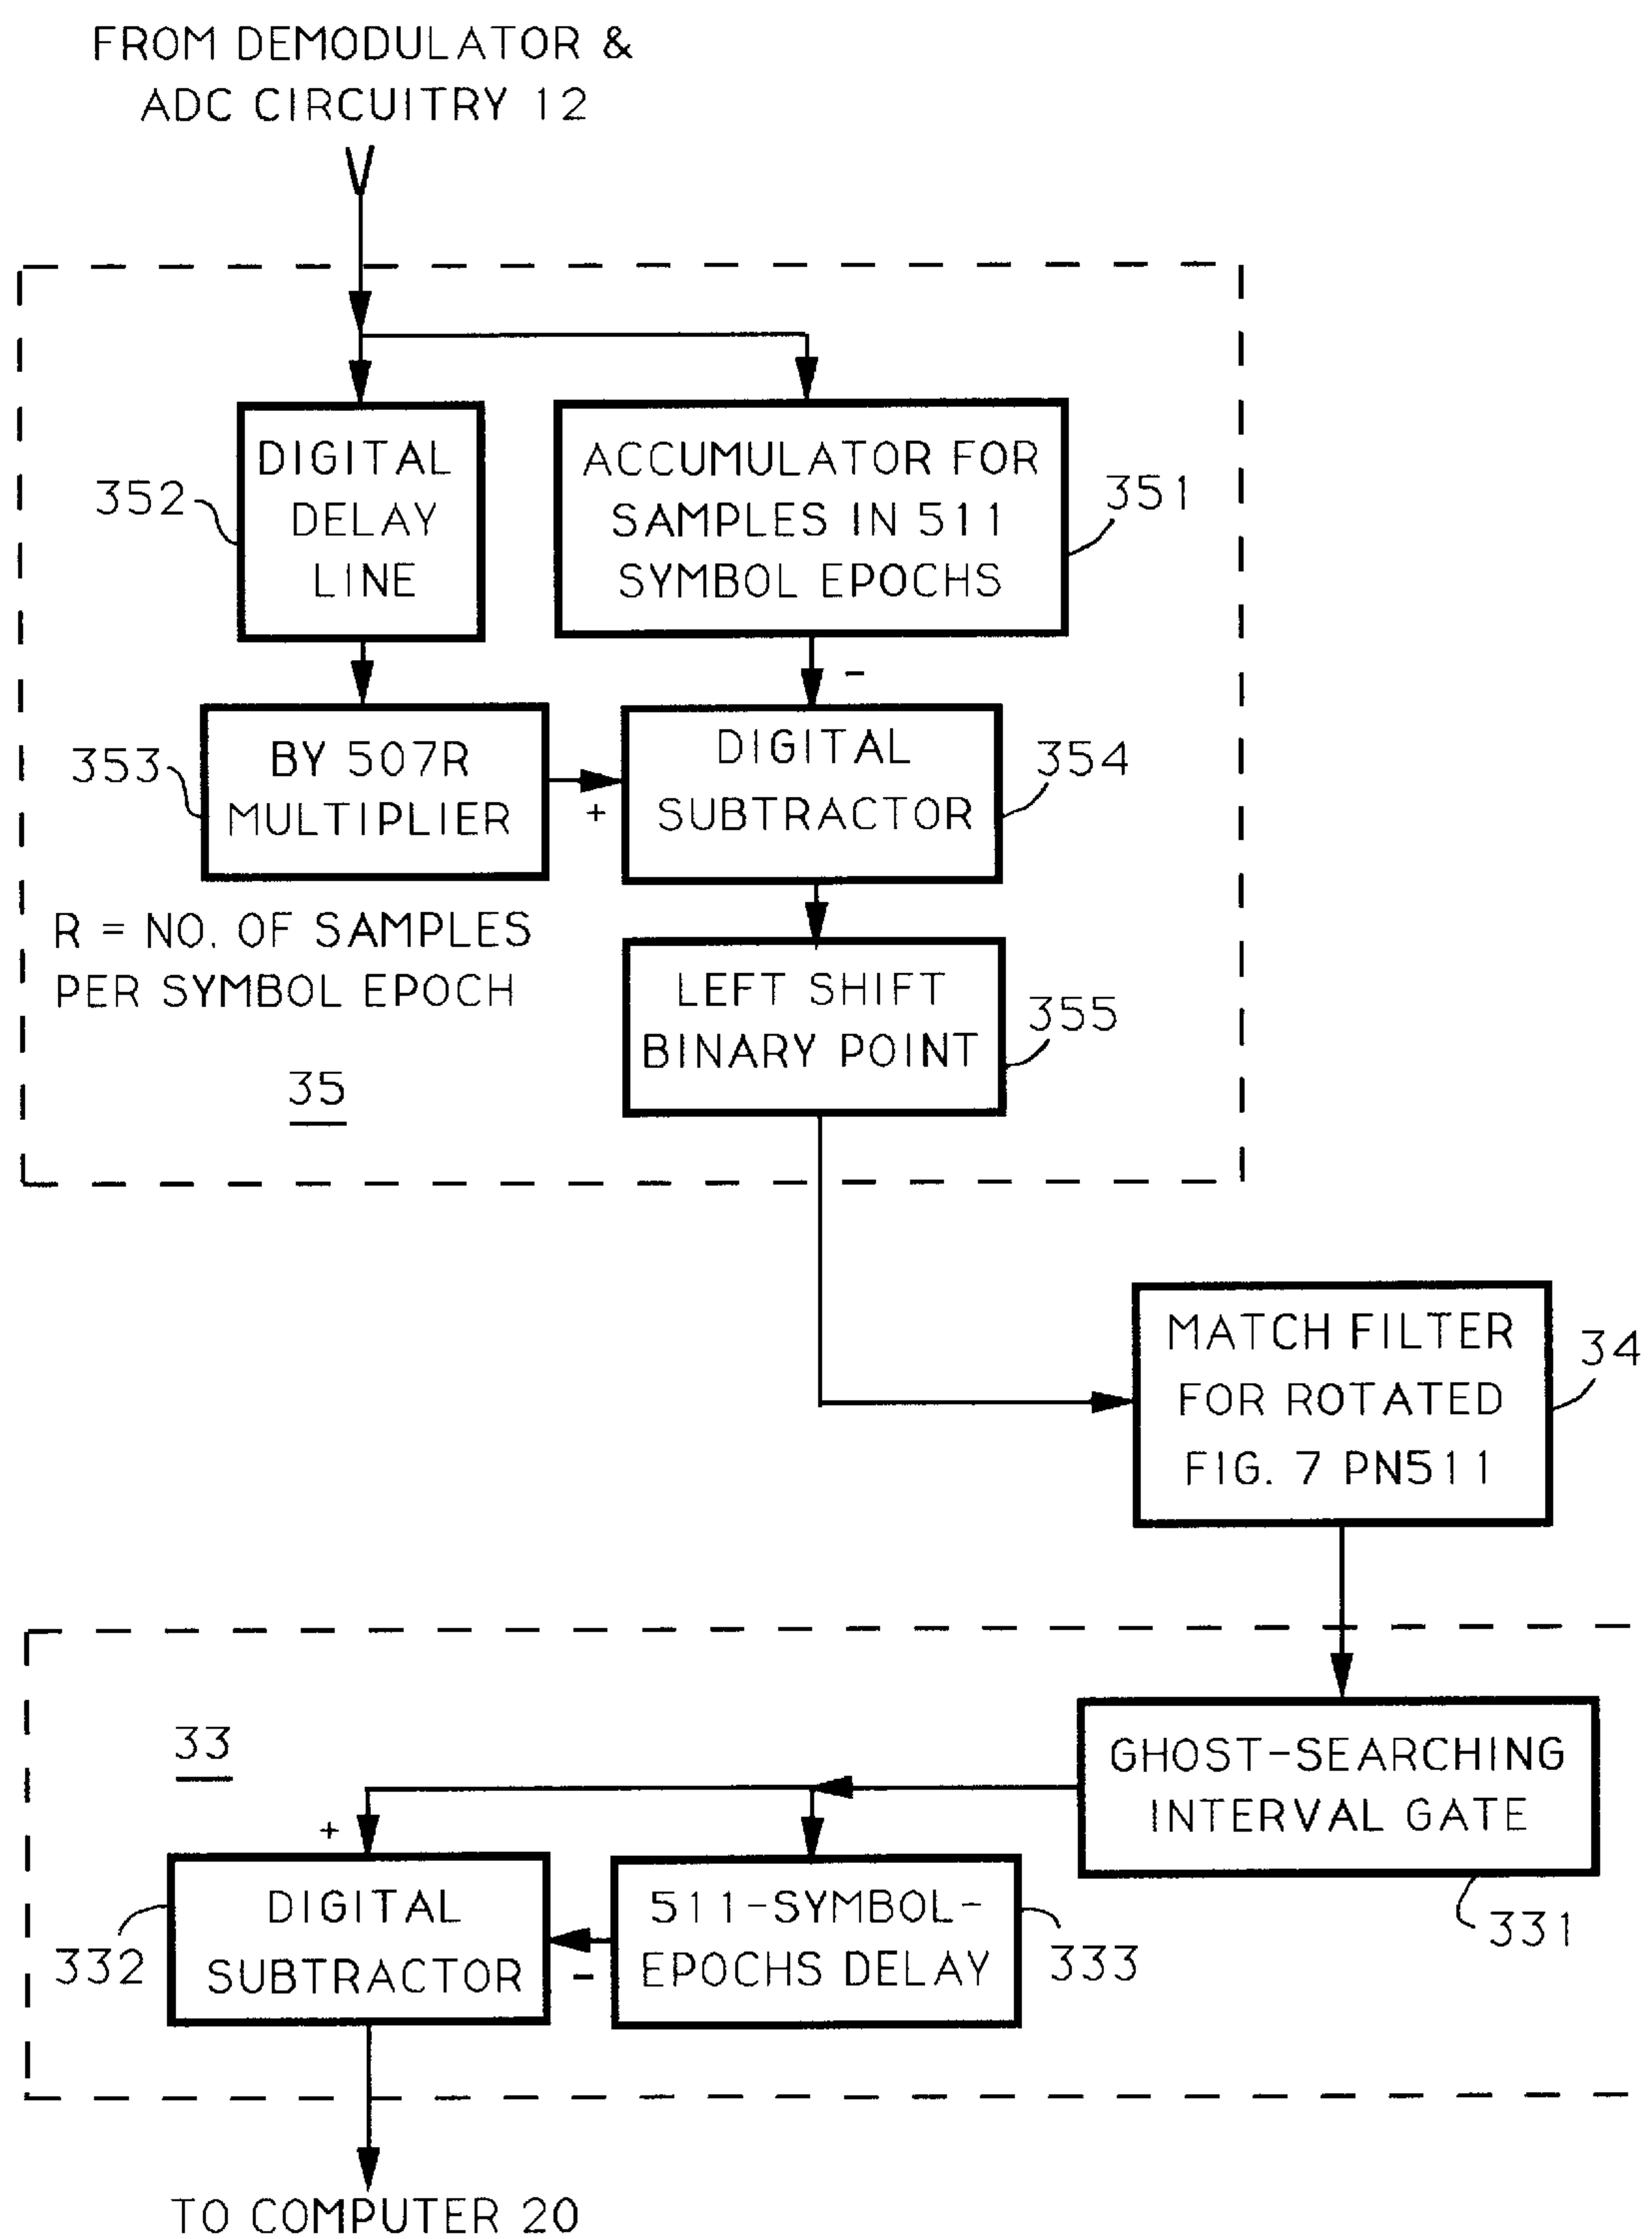 FROM DEMODULATOR &
ADC CIRCUITRY 12
DIGITAL
DELAY
LINE
352
ACCUMULATOR FOR
SAMPLES IN 511
SYMBOL EPOCHS
351
-
BY 507R
MULTIPLIER
353
+
DIGITAL
SUBTRACTOR
354
R = NO. OF SAMPLES
PER SYMBOL EPOCH
LEFT SHIFT
BINARY POINT
355
35
MATCH FILTER
FOR ROTATED
FIG. 7 PN511
34
33
GHOST-SEARCHING
INTERVAL GATE
331
+
DIGITAL
SUBTRACTOR
332
-
511-SYMBOL-
EPOCHS DELAY
333
TO COMPUTER 20